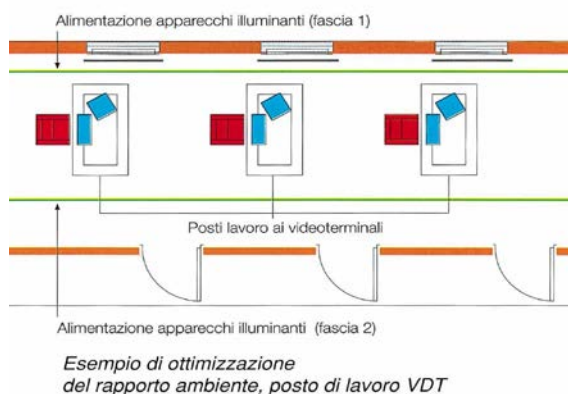 Alimentazione apparecchi illuminanti (fascia 1)
Posti lavoro ai videoterminali
Alimentazione apparecchi illuminanti (fascia 2)
Esempio di ottimizzazione
del rapporto ambiente, posto di lavoro VDT